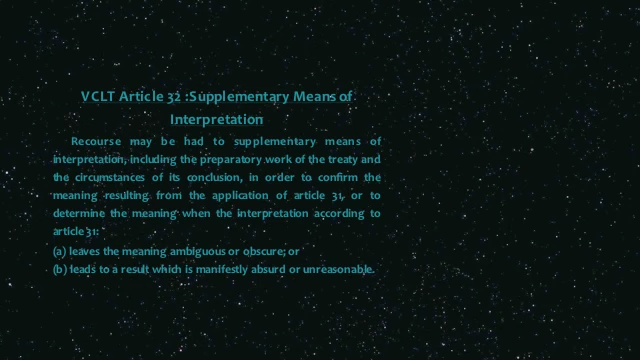 VCLT Article 32 :Supplementary Means of
Interpretation
Recourse may be had to supplementary means of
interpretation, including the preparatory work of the treaty and
the circumstances of its conclusion, in order to confirm the
meaning resulting from the application of article 31, or to
determine the meaning when the interpretation according to
article 31:
(a) leaves the meaning ambiguous or obscure; or
(b) leads to a result which is manifestly absurd or unreasonable.